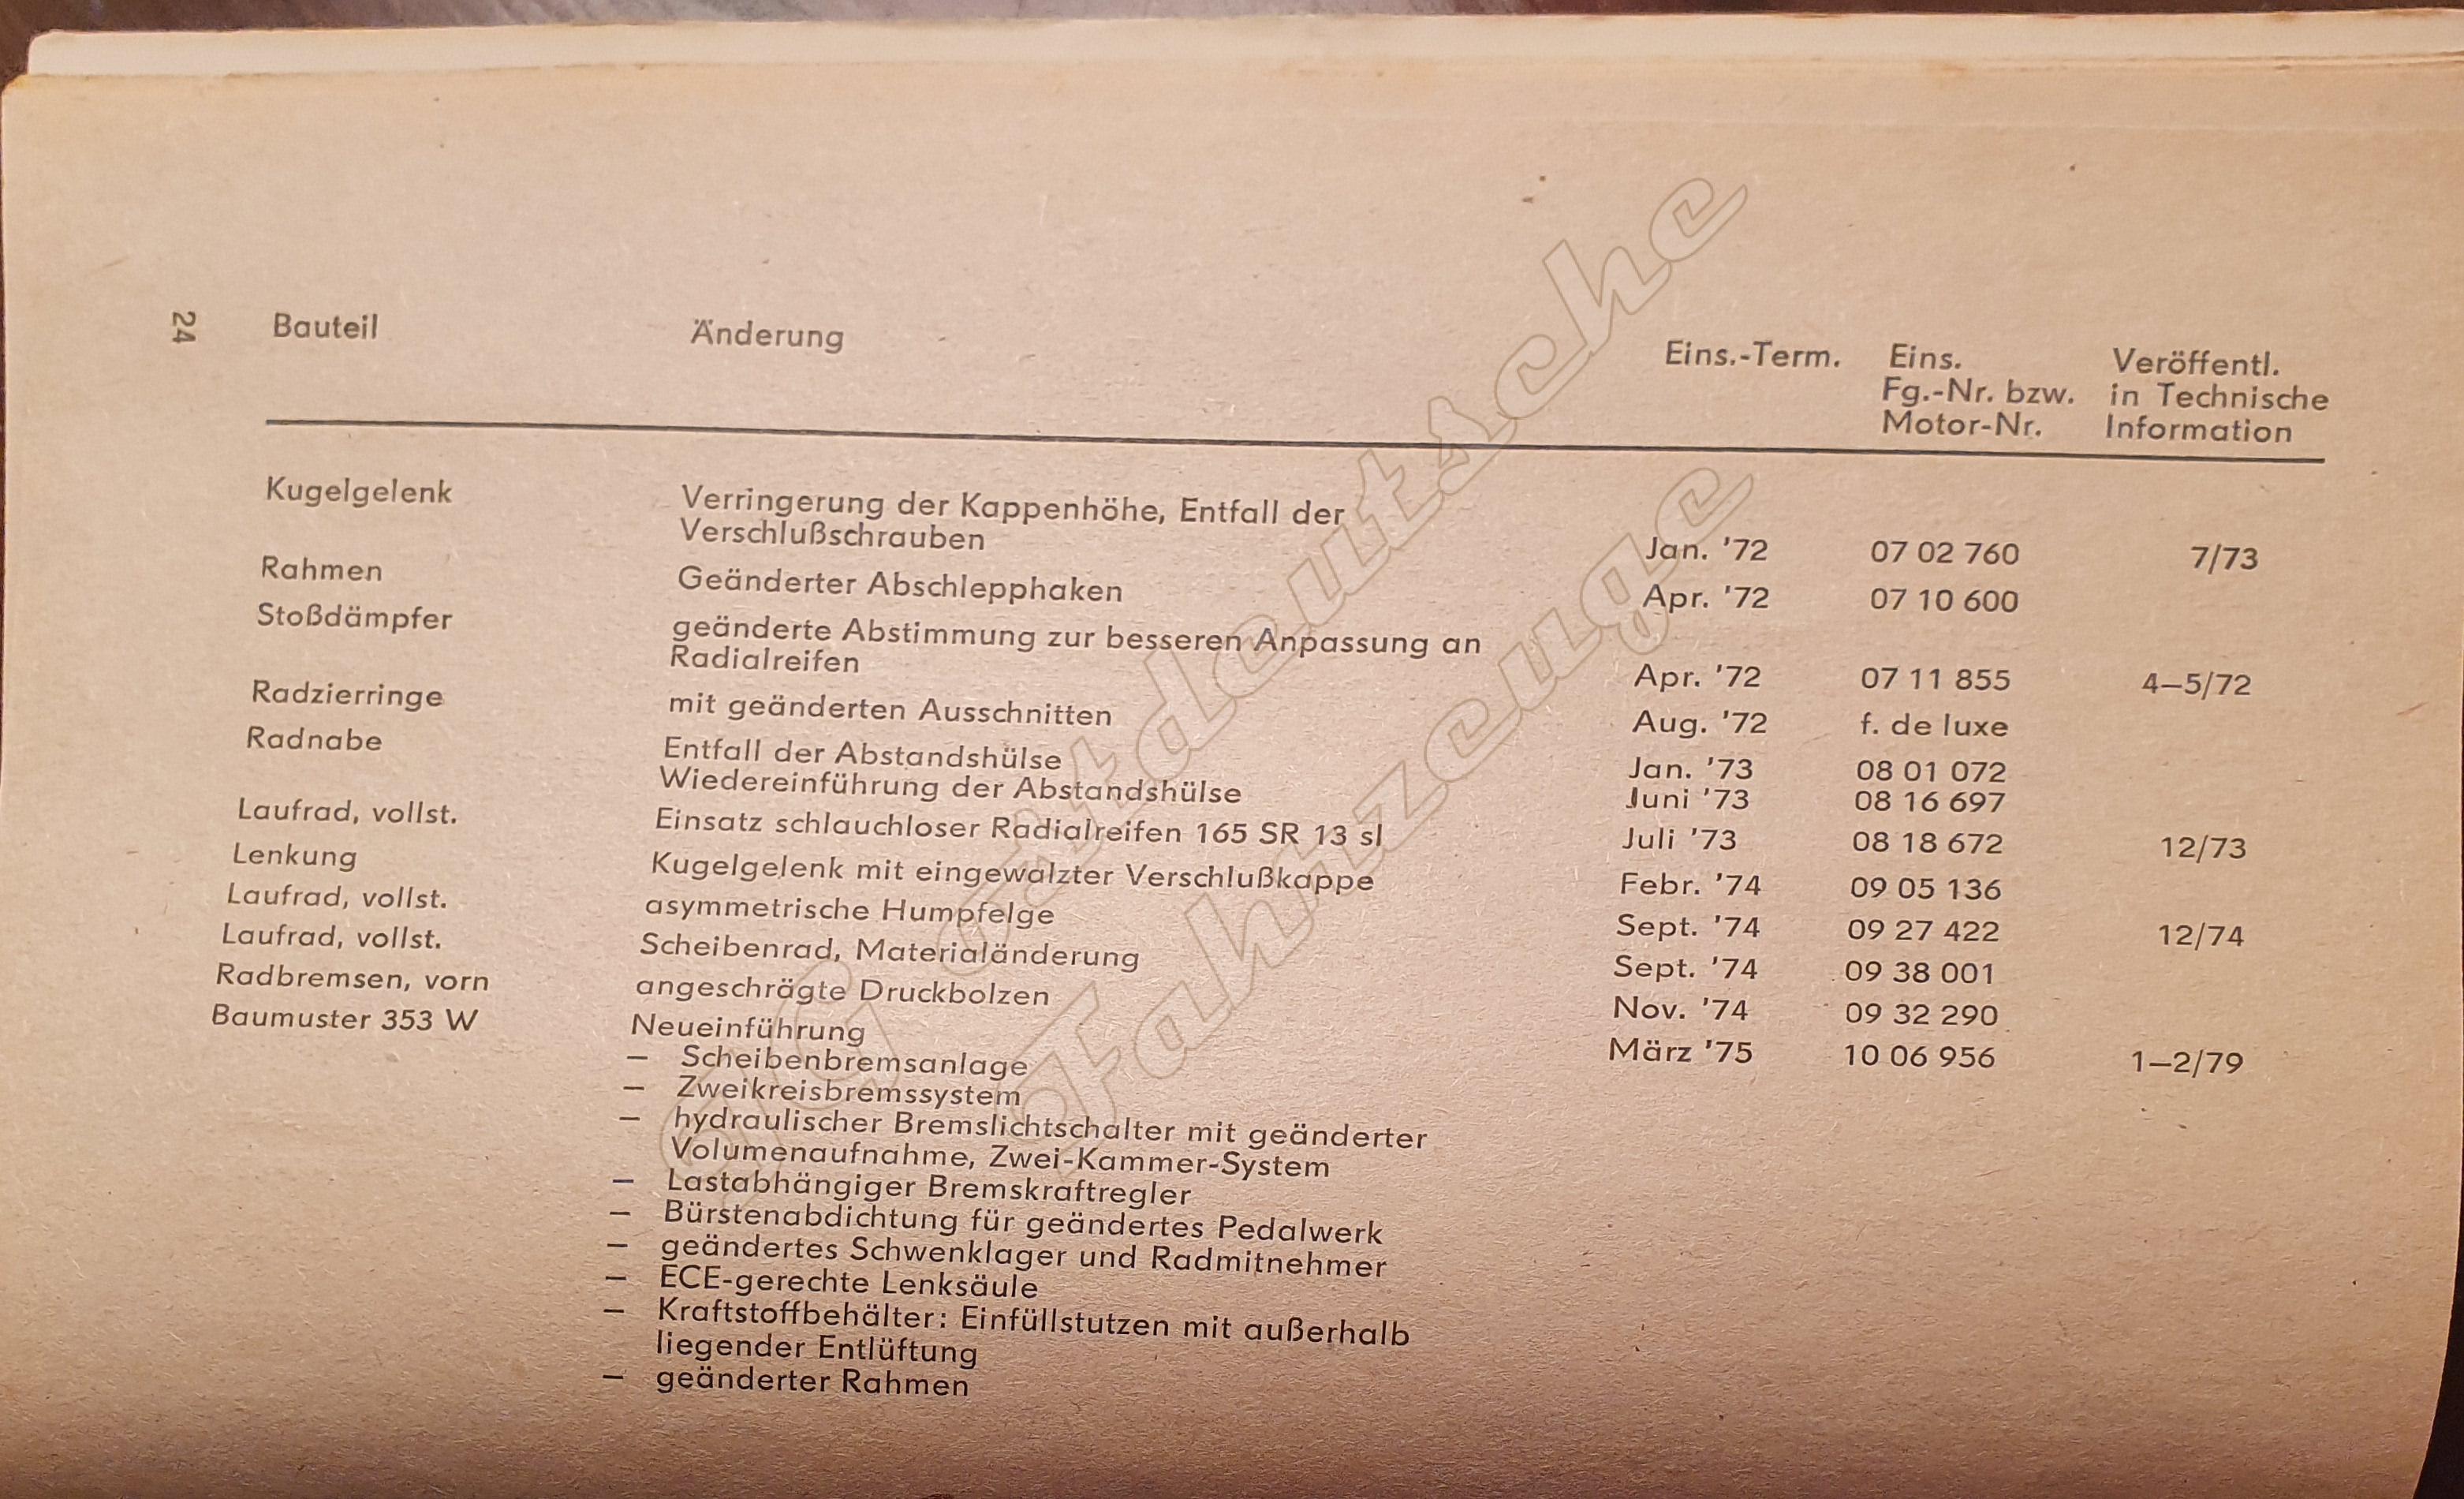 24
Bauteil Änderung Eins.-Term. Eins. Veröffentl.
Fg.-Nr. bzw. in Technische
Motor-Nr. Information
Kugelgelenk Verringerung der Kappenhöhe, Entfall der
Verschlußschrauben Jan. '72 07 02 760 7/73
Rahmen Geänderter Abschlepphaken Apr. '72 07 10 600
Stoßdämpfer geänderte Abstimmung zur besseren Anpassung an
Radialreifen Apr. '72 07 11 855 4–5/72
Radzierringe mit geänderten Ausschnitten Aug. '72 f. de luxe
Radnabe Entfall der Abstandshülse Jan. '73 08 01 072
Wiedereinführung der Abstandshülse Juni '73 08 16 697
Laufrad, vollst. Einsatz schlauchloser Radialreifen 165 SR 13 sl Juli '73 08 18 672 12/73
Lenkung Kugelgelenk mit eingewalzter Verschlußkappe Febr. '74 09 05 136
Laufrad, vollst. asymmetrische Humpfelge Sept. '74 09 27 422 12/74
Laufrad, vollst. Scheibenrad, Materialänderung Sept. '74 09 38 001
Radbremsen, vorn angeschrägte Druckbolzen Nov. '74 09 32 290
Baumuster 353 W Neueinführung März '75 10 06 956 1–2/79
– Scheibenbremsanlage
– Zweikreisbremssystem
– hydraulischer Bremslichtschalter mit geänderter
Volumenaufnahme, Zwei-Kammer-System
– Lastabhängiger Bremskraftregler
– Bürstenabdichtung für geändertes Pedalwerk
– geändertes Schwenklager und Radmitnehmer
– ECE-gerechte Lenksäule
– Kraftstoffbehälter: Einfüllstutzen mit außerhalb
liegender Entlüftung
– geänderter Rahmen
IG ostdeutsche
Fahrzeuge